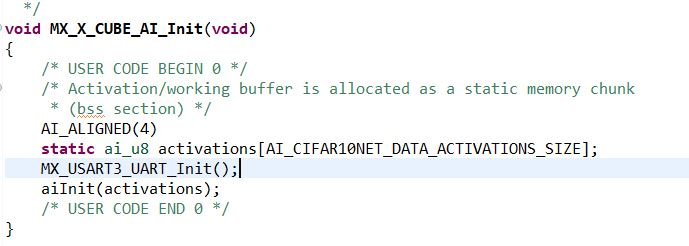 */
void MX_X_CUBE_AI_Init(void)
{
/* USER CODE BEGIN 0 */
/* Activation/working buffer is allocated as a static memory chunk
* (bss section) */
AI_ALIGNED(4)
static ai_u8 activations[AI_CIFAR10NET_DATA_ACTIVATIONS_SIZE];
MX_USART3_UART_Init();
aiInit(activations);
/* USER CODE END 0 */
}